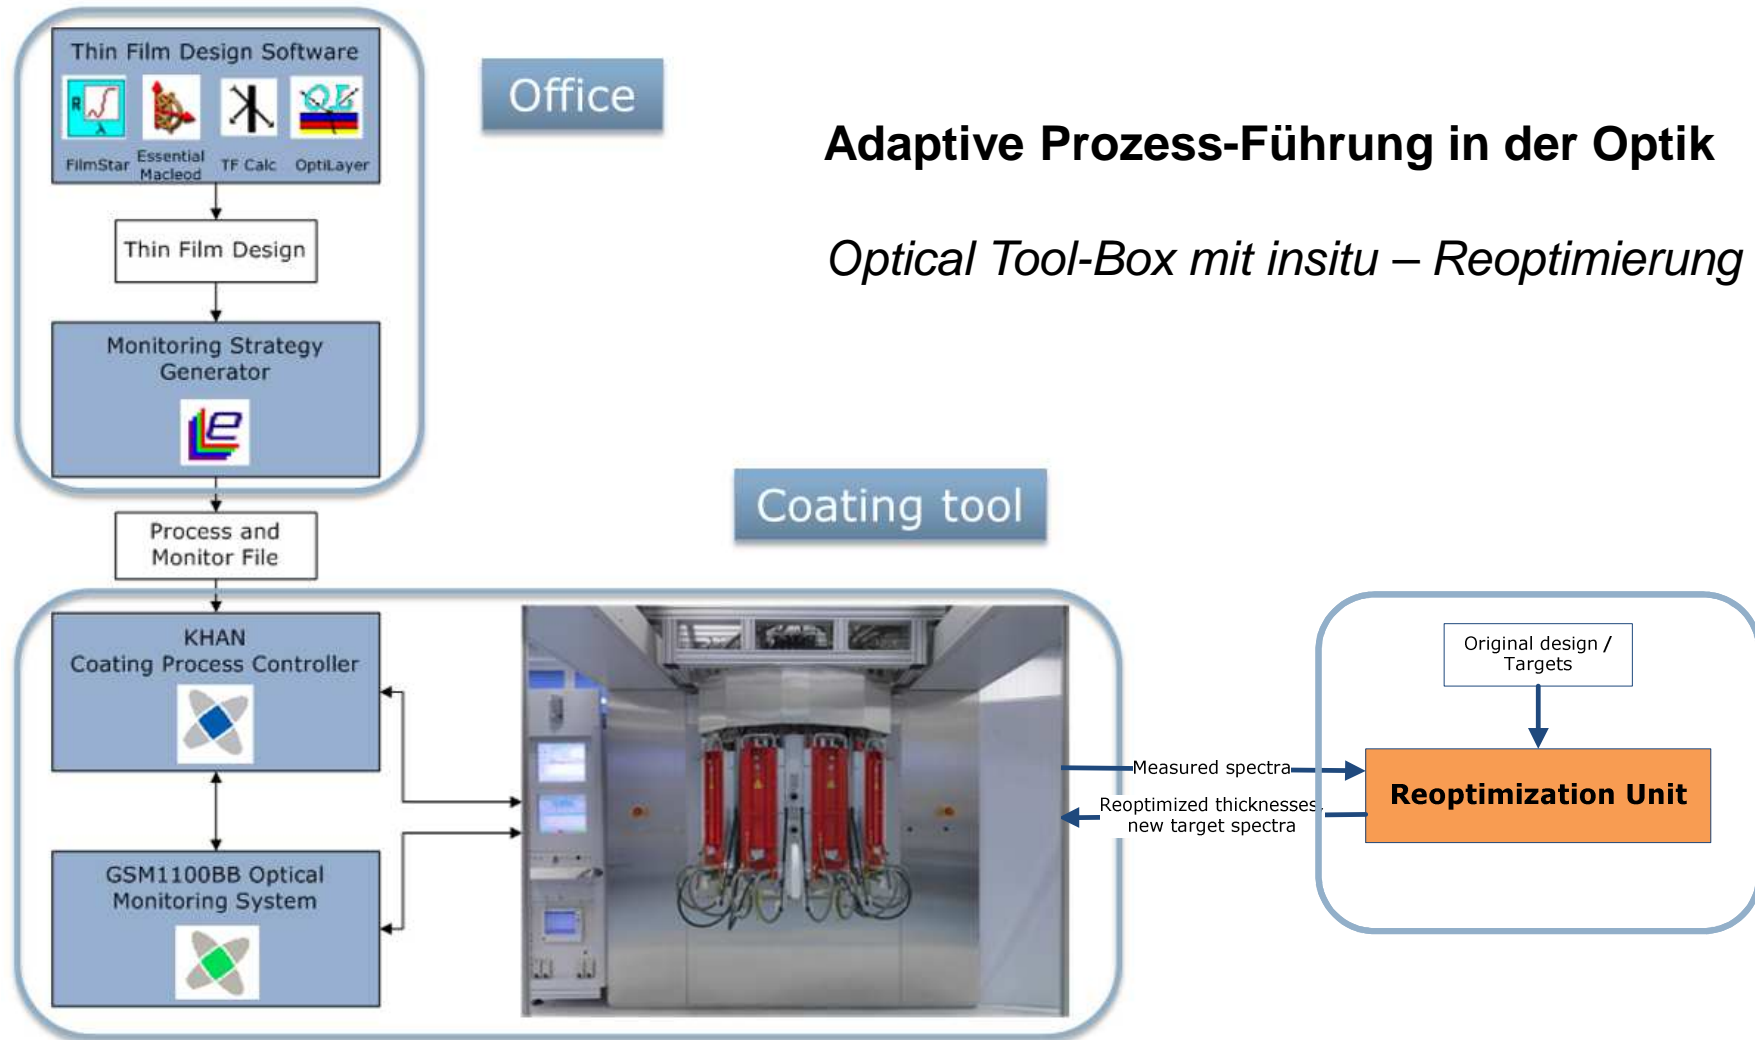 Thin Film Design Software
FilmStar
Essential
Macleod
TF Calc
OptiLayer
Office
Adaptive Prozess-Führung in der Optik
Optical Tool-Box mit insitu – Reoptimierung
Thin Film Design
Monitoring Strategy
Generator
Process and
Monitor File
Coating tool
KHAN
Coating Process Controller
GSM1100BB Optical
Monitoring System
Measured spectra
Reoptimized thicknesses,
new target spectra
Original design /
Targets
Reoptimization Unit